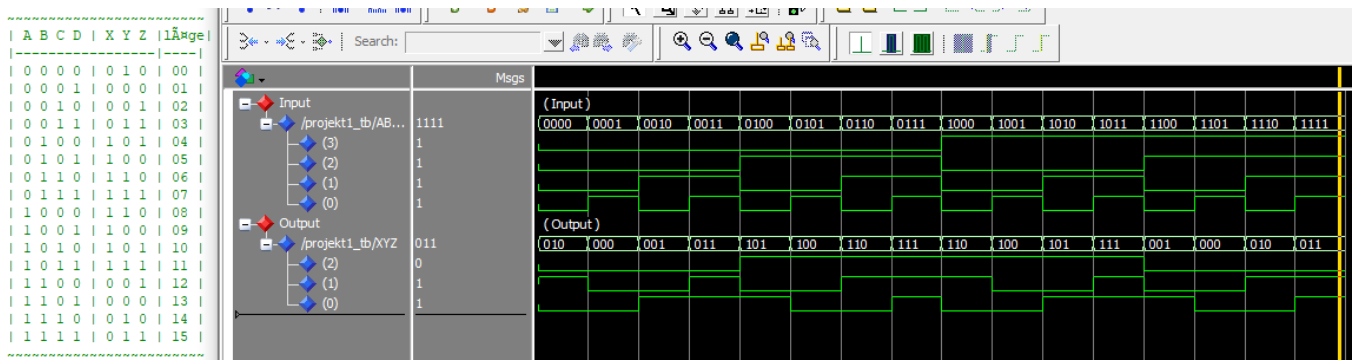 ~~~~~~~~~~~~~~~~~~~~~~~~~
| A B C D | X Y Z |lÃ¤ge|
|-----------------|----|
| 0 0 0 0 | 0 1 0 | 00 |
| 0 0 0 1 | 0 0 0 | 01 |
| 0 0 1 0 | 0 0 1 | 02 |
| 0 0 1 1 | 0 1 1 | 03 |
| 0 1 0 0 | 1 0 1 | 04 |
| 0 1 0 1 | 1 0 0 | 05 |
| 0 1 1 0 | 1 1 0 | 06 |
| 0 1 1 1 | 1 1 1 | 07 |
| 1 0 0 0 | 1 1 0 | 08 |
| 1 0 0 1 | 1 0 0 | 09 |
| 1 0 1 0 | 1 0 1 | 10 |
| 1 0 1 1 | 1 1 1 | 11 |
| 1 1 0 0 | 0 0 1 | 12 |
| 1 1 0 1 | 0 0 0 | 13 |
| 1 1 1 0 | 0 1 0 | 14 |
| 1 1 1 1 | 0 1 1 | 15 |
~~~~~~~~~~~~~~~~~~~~~~~~~
Search:
Msgs
Input (Input)
/projekt1_tb/AB... 1111 0000 0001 0010 0011 0100 0101 0110 0111 1000 1001 1010 1011 1100 1101 1110 1111
(3) 1
(2) 1
(1) 1
(0) 1
Output (Output)
/projekt1_tb/XYZ 011 010 000 001 011 101 100 110 111 110 100 101 111 001 000 010 011
(2) 0
(1) 1
(0) 1